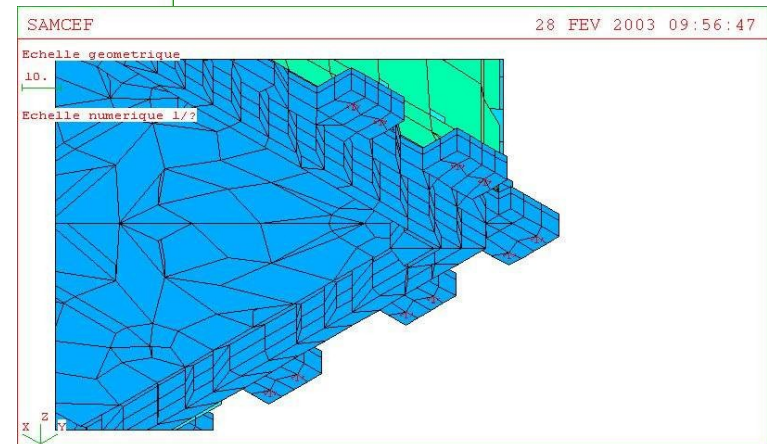 SAMCEF 28 FEV 2003 09:56:47
Echelle geometrique
10.
Echelle numerique 1/?
Z
X Y